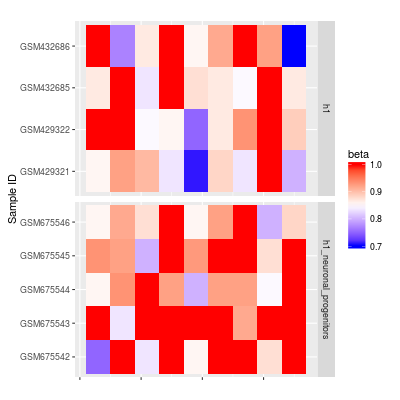 GSM432686
GSM432685
GSM429322
GSM429321
h1
GSM675546
GSM675545
GSM675544
GSM675543
GSM675542
h1_neuronal_progenitors
Sample ID
beta
1.0
0.9
0.8
0.7